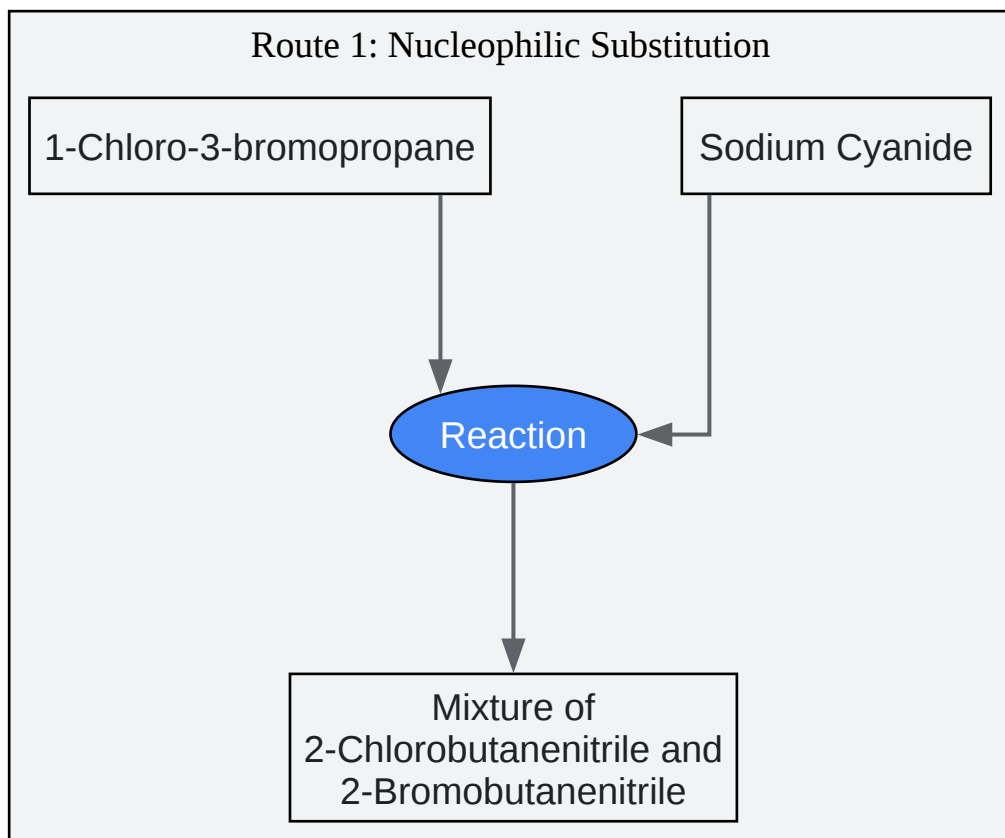 Route 1: Nucleophilic Substitution
1-Chloro-3-bromopropane
Sodium Cyanide
Reaction
Mixture of
2-Chlorobutanenitrile and
2-Bromobutanenitrile